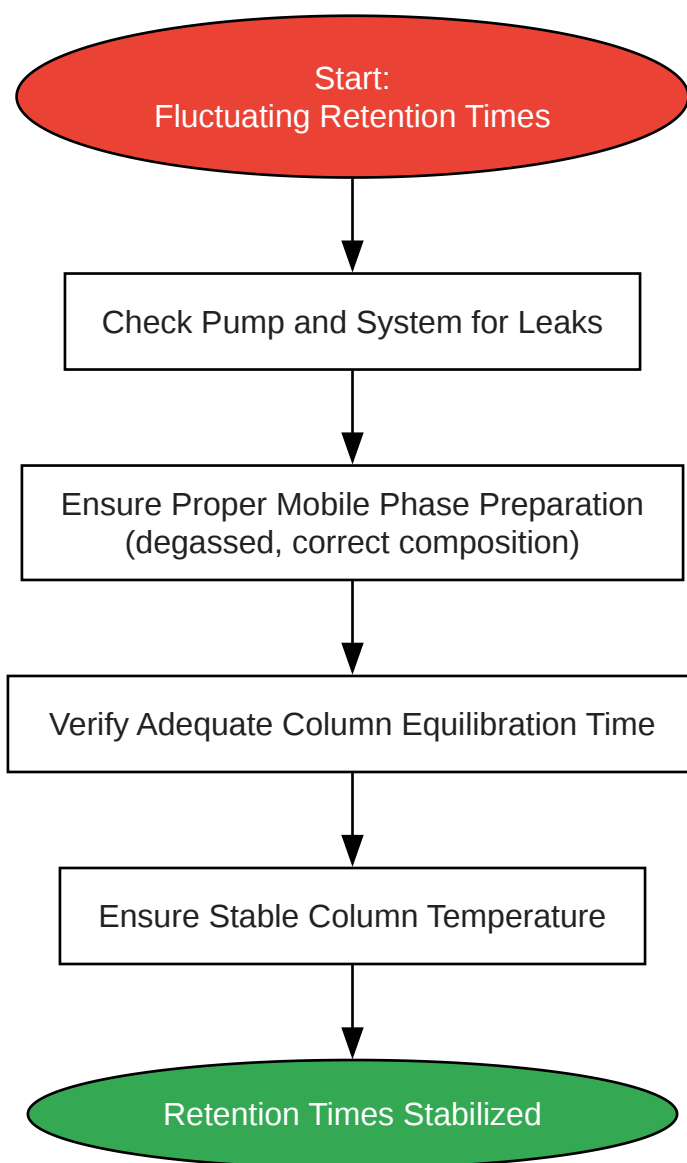 Start:
Fluctuating Retention Times
Check Pump and System for Leaks
Ensure Proper Mobile Phase Preparation
(degassed, correct composition)
Verify Adequate Column Equilibration Time
Ensure Stable Column Temperature
Retention Times Stabilized